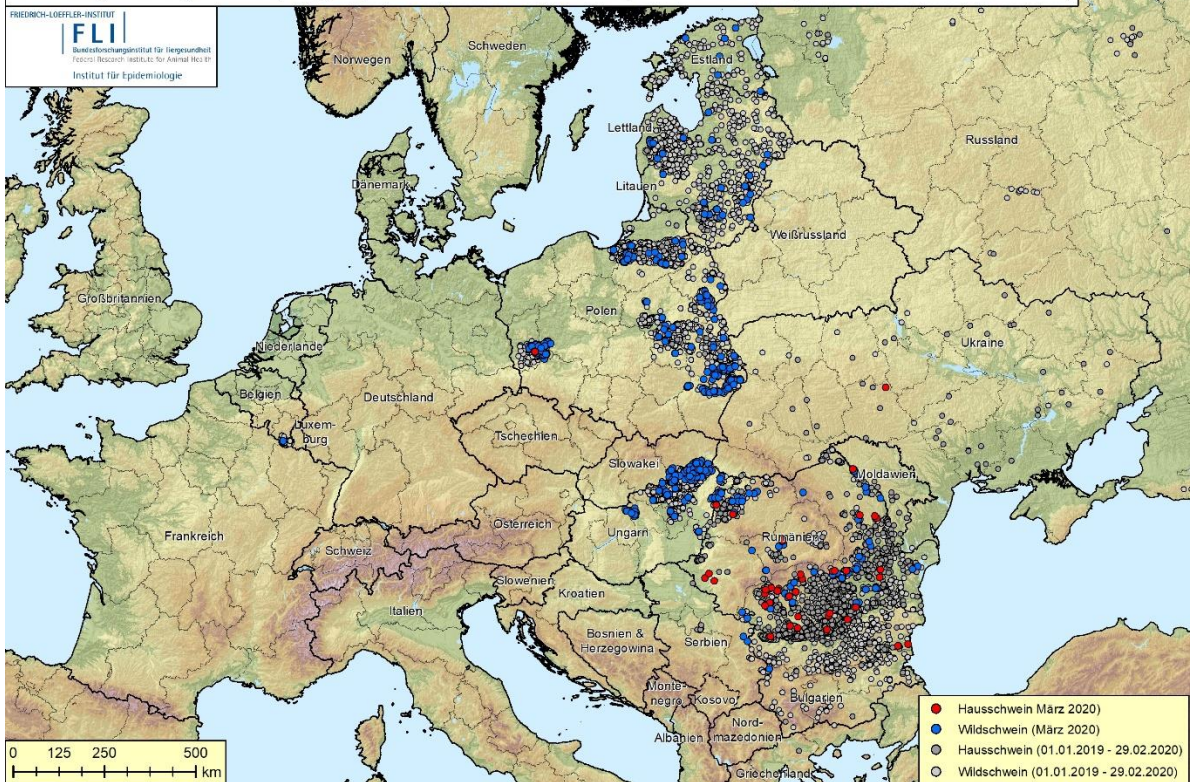 FRIEDRICH-LOEFFLER-INSTITUT
FLI
Bundesforschungsinstitut für Tiergesundheit
Federal Research Institute for Animal Health
Institut für Epidemiologie
Schweden
Norwegen
Estland
Russland
Lettland
Dänemark
Litauen
Weißrussland
Großbritannien
Polen
Ukraine
Niederlande
Belgien
Deutschland
Luxem-
burg
Tschechien
Slowakei
Moldawien
Österreich
Ungarn
Rumänien
Frankreich
Schweiz
Slowenien
Kroatien
Italien
Bosnien &
Herzegowina
Serbien
Monte-
negro
Kosovo
Bulgarien
Nord-
mazedonien
Albanien
Griechenland
Hausschwein März 2020)
Wildschwein (März 2020)
Hausschwein (01.01.2019 - 29.02.2020)
Wildschwein (01.01.2019 - 29.02.2020)
0 125 250 500
km